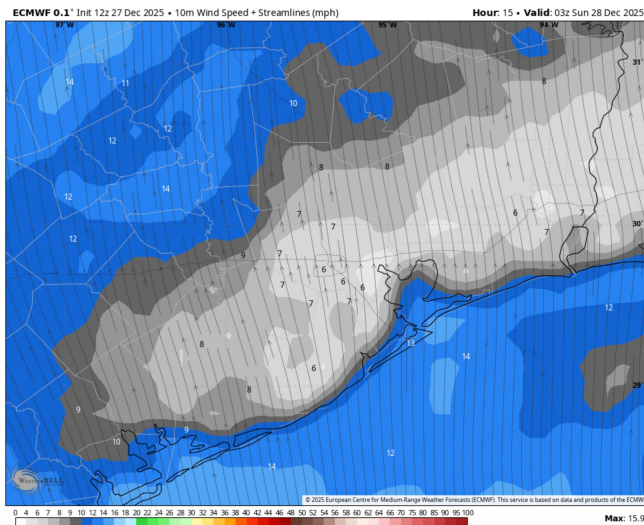 ECMWF 0.1° Init 12z 27 Dec 2025 • 10m Wind Speed + Streamlines (mph)
Hour: 15 • Valid: 03z Sun 28 Dec 2025
97°W 96°W 95°W 94°W
31°
14 11 8
10
12 12
8 8
12 14
7 6 7
30°
12 7 7
9 7
6
7 6 6
7 7
12
8 13
14
6
8
29°
9
9
10
12
14
WEATHERBELL
© 2025 European Centre for Medium-Range Weather Forecasts (ECMWF). This service is based on data and products of the ECMWF
0 4 6 7 8 9 10 12 14 16 18 20 22 24 26 28 30 32 34 36 38 40 42 44 46 48 50 52 54 56 58 60 62 64 66 70 75 80 85 90 95 100
Max: 15.9